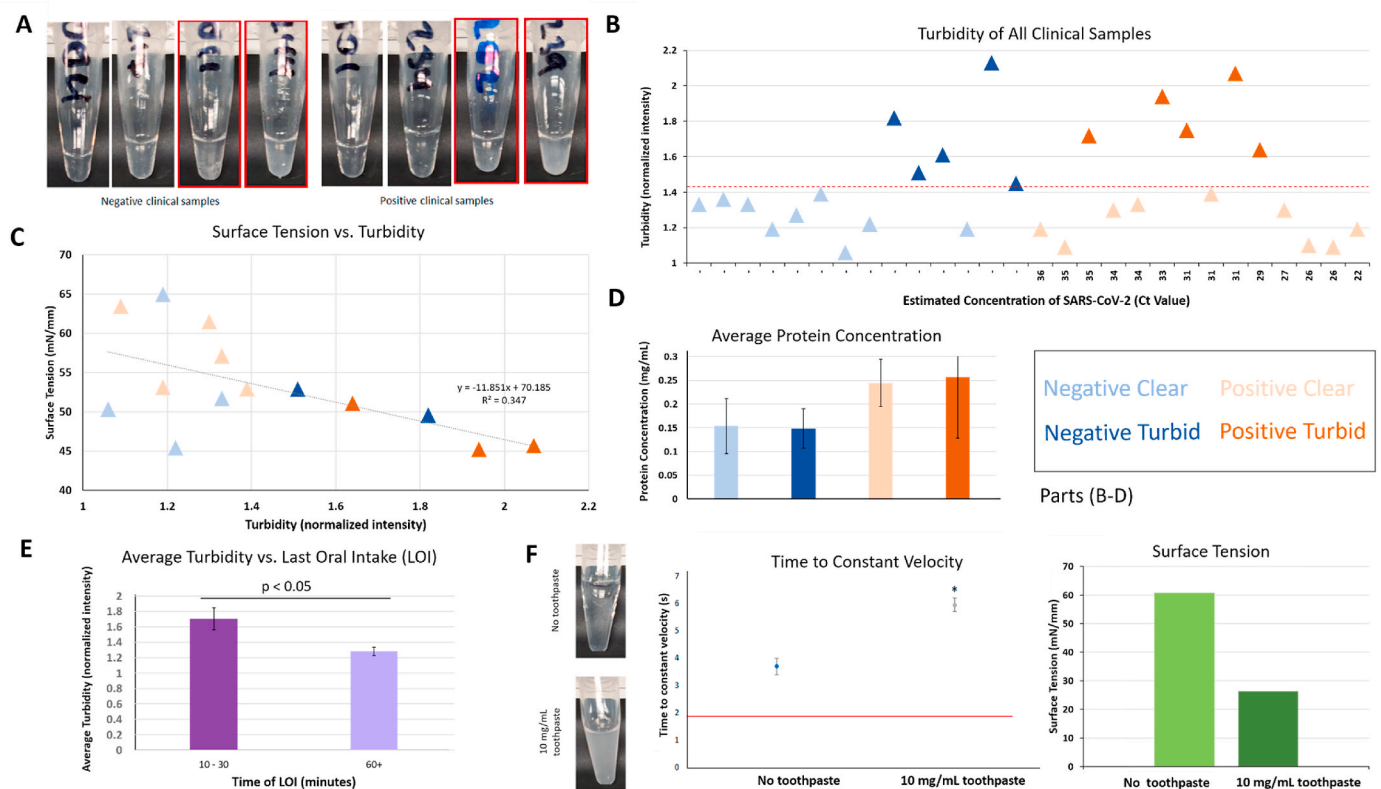 A
Negative clinical samples
Positive clinical samples
B
Turbidity of All Clinical Samples
Turbidity (normalized intensity)
2.2
2
1.8
1.6
1.4
1.2
1
- - - - - - - - - - - - - - 36 35 35 34 34 33 31 31 31 29 27 26 26 22
Estimated Concentration of SARS-CoV-2 (Ct Value)
C
Surface Tension vs. Turbidity
Surface Tension (mN/mm)
70
65
60
55
50
45
40
y = -11.851x + 70.185
R² = 0.347
1 1.2 1.4 1.6 1.8 2 2.2
Turbidity (normalized intensity)
D
Average Protein Concentration
Protein Concentration (mg/mL)
0.3
0.25
0.2
0.15
0.1
0.05
0
Negative Clear Positive Clear
Negative Turbid Positive Turbid
Parts (B-D)
E
Average Turbidity vs. Last Oral Intake (LOI)
p < 0.05
Average Turbidity (normalized intensity)
2
1.8
1.6
1.4
1.2
1
0.8
0.6
0.4
0.2
0
10 - 30 60+
Time of LOI (minutes)
F
No toothpaste
10 mg/mL
toothpaste
Time to Constant Velocity
Time to constant velocity (s)
7
6
5
4
3
2
1
0
*
No toothpaste 10 mg/mL toothpaste
Surface Tension
Surface Tension (mN/mm)
70
60
50
40
30
20
10
0
No toothpaste 10 mg/mL toothpaste